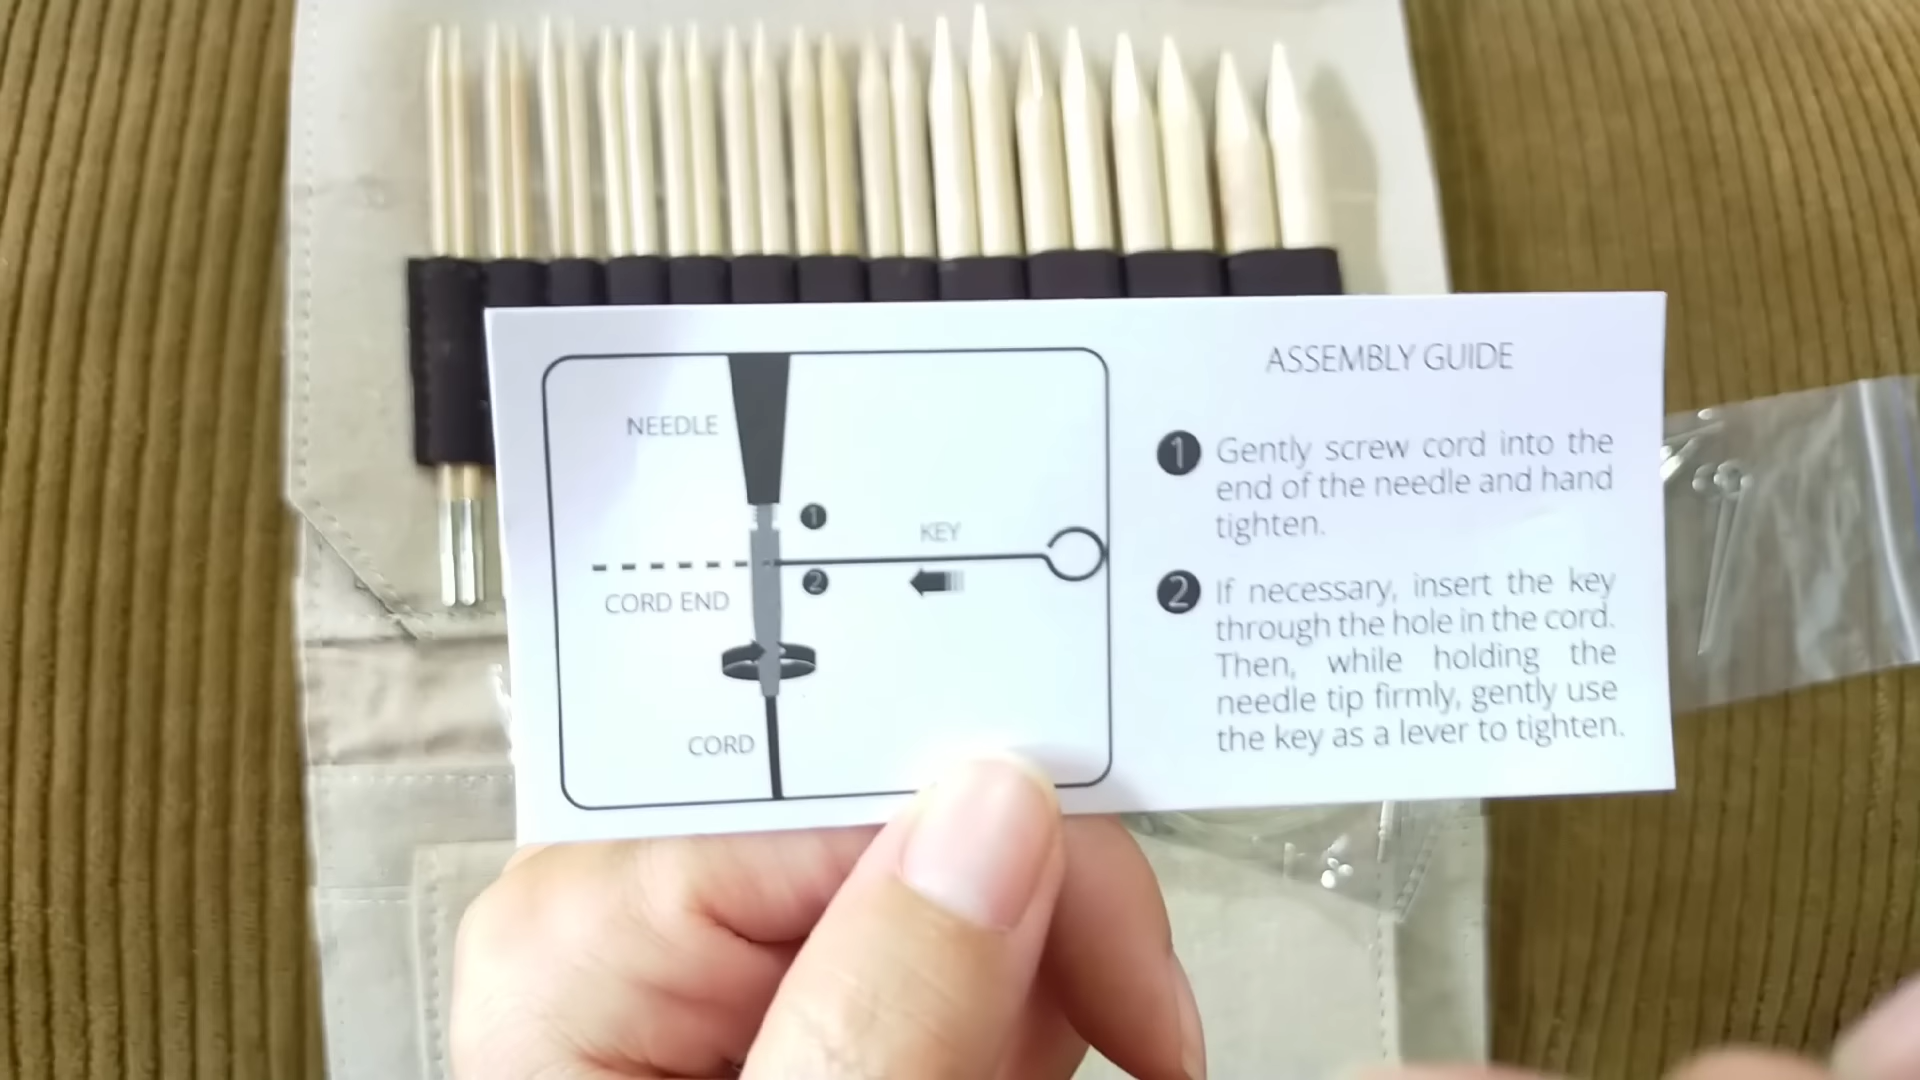 ASSEMBLY GUIDE
NEEDLE
1
KEY
2
CORD END
CORD
1 Gently screw cord into the
end of the needle and hand
tighten.
2 If necessary, insert the key
through the hole in the cord.
Then, while holding the
needle tip firmly, gently use
the key as a lever to tighten.